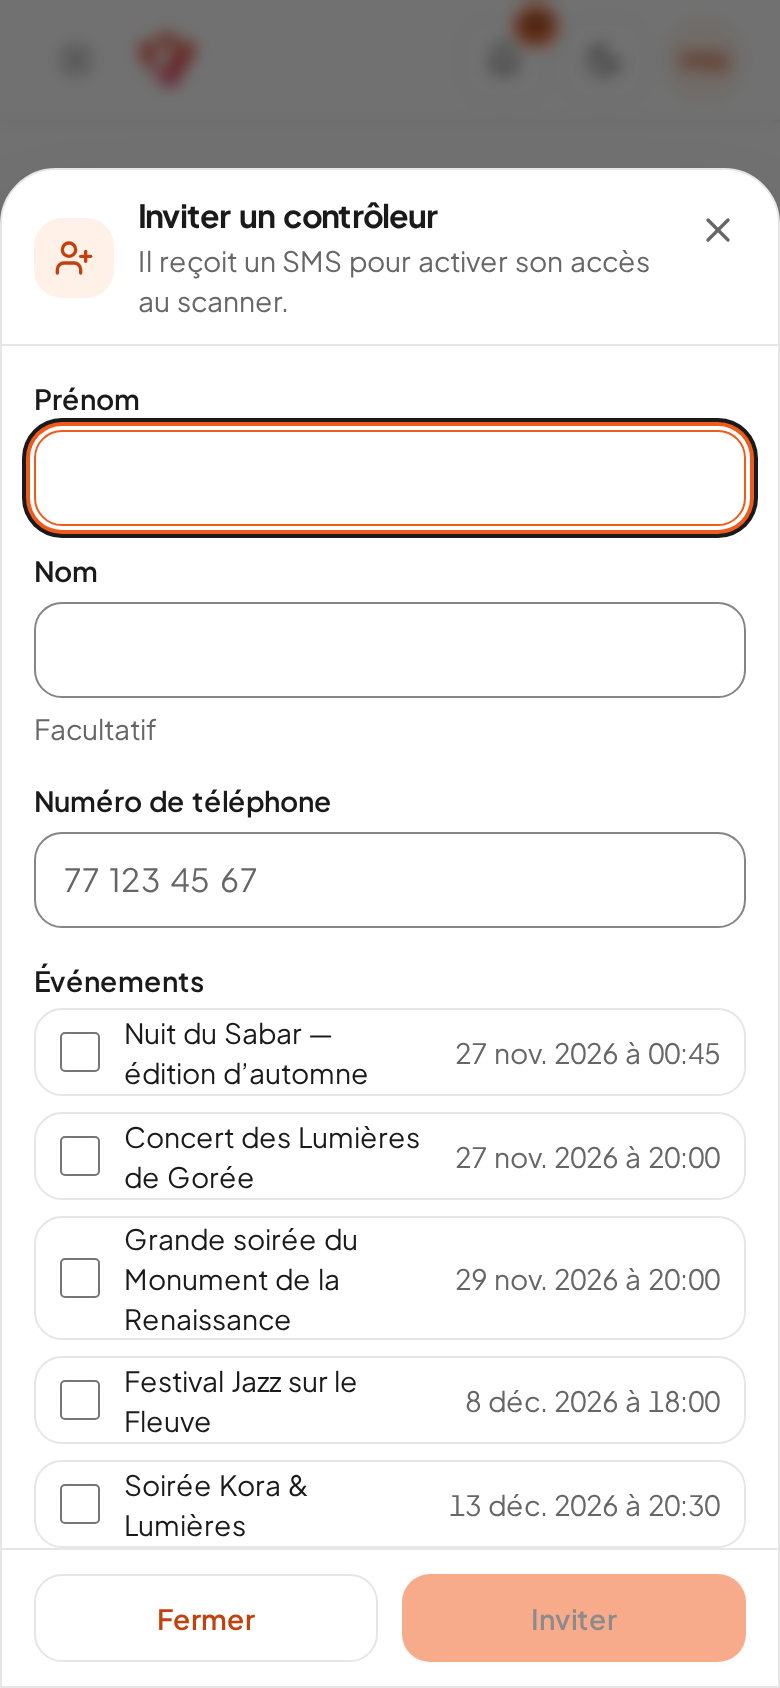 Inviter un contrôleur
Il reçoit un SMS pour activer son accès
au scanner.
Prénom
Nom
Facultatif
Numéro de téléphone
77 123 45 67
Événements
Nuit du Sabar —
édition d’automne
27 nov. 2026 à 00:45
Concert des Lumières
de Gorée
27 nov. 2026 à 20:00
Grande soirée du
Monument de la
Renaissance
29 nov. 2026 à 20:00
Festival Jazz sur le
Fleuve
8 déc. 2026 à 18:00
Soirée Kora &
Lumières
13 déc. 2026 à 20:30
Fermer
Inviter